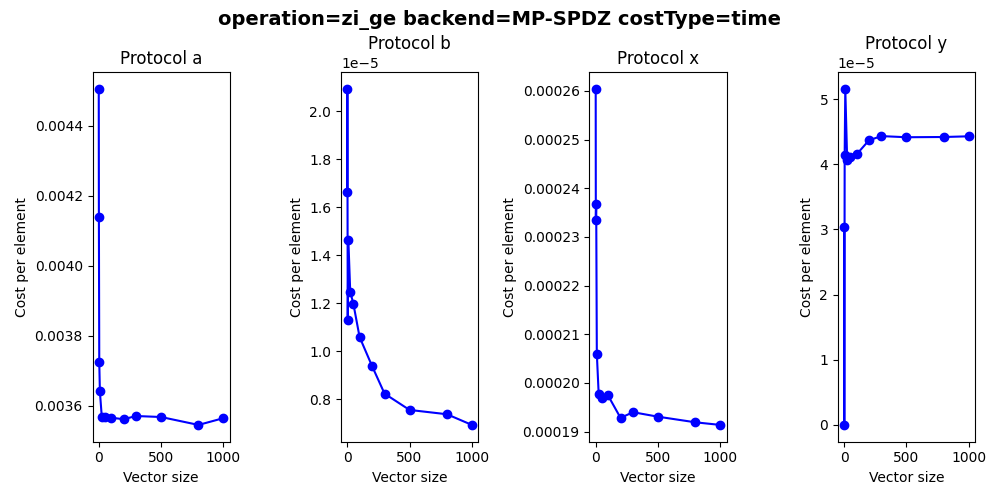 operation=zi_ge backend=MP-SPDZ costType=time
Protocol a
0.0044
0.0042
0.0040
0.0038
0.0036
Cost per element
0
500
1000
Vector size
Protocol b
1e−5
2.0
1.8
1.6
1.4
1.2
1.0
0.8
Cost per element
0
500
1000
Vector size
Protocol x
0.00026
0.00025
0.00024
0.00023
0.00022
0.00021
0.00020
0.00019
Cost per element
0
500
1000
Vector size
Protocol y
1e−5
5
4
3
2
1
0
Cost per element
0
500
1000
Vector size